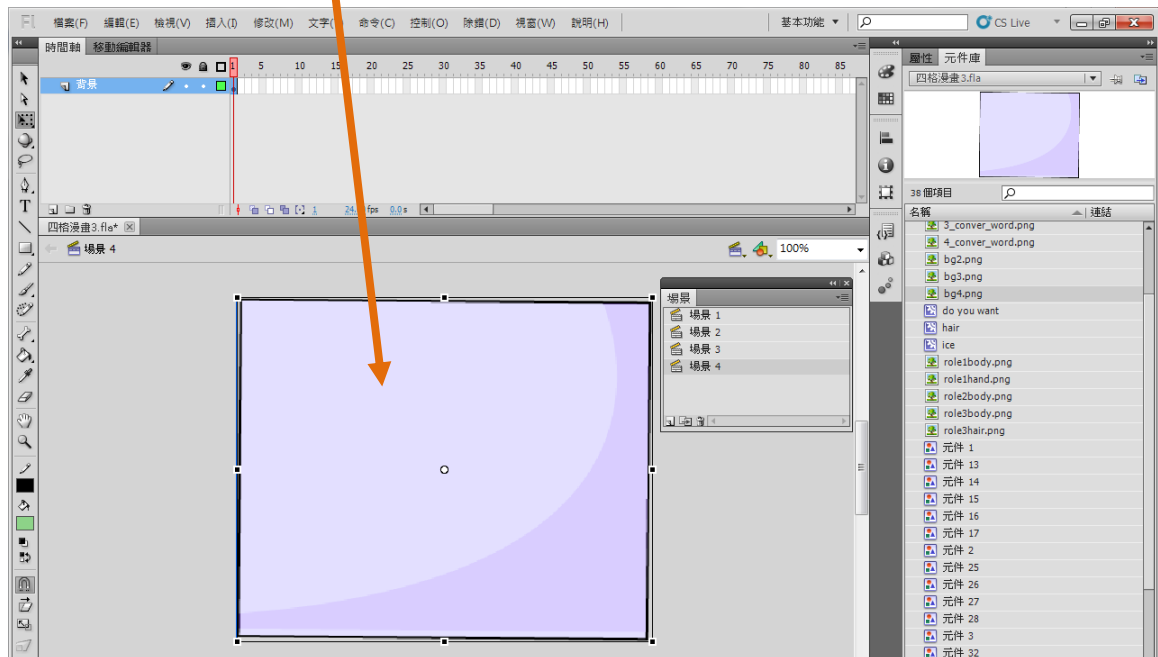 Fl 檔案(F) 編輯(E) 檢視(V) 插入(I) 修改(M) 文字( 命令(C) 控制(O) 除錯(D) 視窗(W) 說明(H) 基本功能 CS Live
時間軸 移動編輯器
1 5 10 15 20 25 30 35 40 45 50 55 60 65 70 75 80 85
背景
1 fps 0.0 s
四格漫畫3.fla*
場景 4 100%
場景
場景 1
場景 2
場景 3
場景 4
屬性 元件庫
四格漫畫3.fla
38 個項目
名稱 連結
3_conver_word.png
4_conver_word.png
bg2.png
bg3.png
bg4.png
do you want
hair
ice
role1body.png
role1hand.png
role2body.png
role3body.png
role3hair.png
元件 1
元件 13
元件 14
元件 15
元件 16
元件 17
元件 2
元件 25
元件 26
元件 27
元件 28
元件 3
元件 32